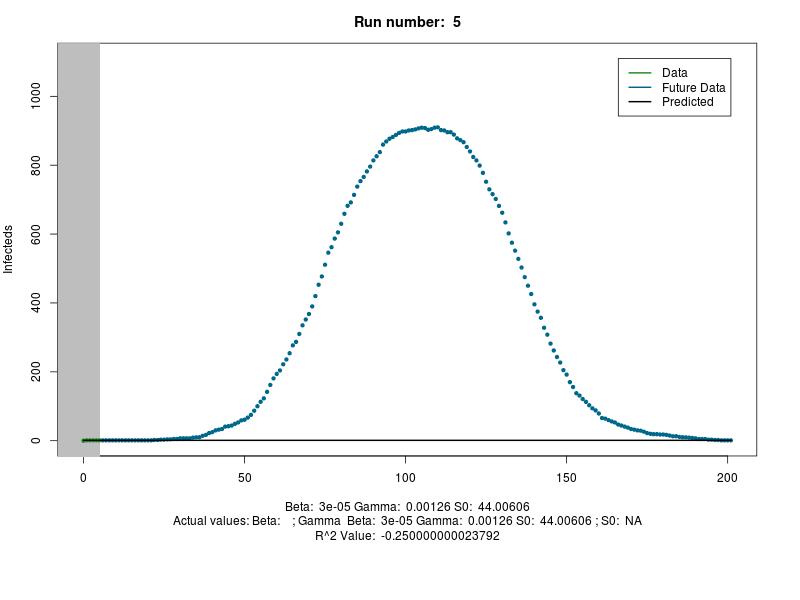 Run number: 5
Data
Future Data
Predicted
Infecteds
0
200
400
600
800
1000
0 50 100 150 200
Beta: 3e-05 Gamma: 0.00126 S0: 44.00606
Actual values: Beta: ; Gamma Beta: 3e-05 Gamma: 0.00126 S0: 44.00606 ; S0: NA
R^2 Value: -0.250000000023792